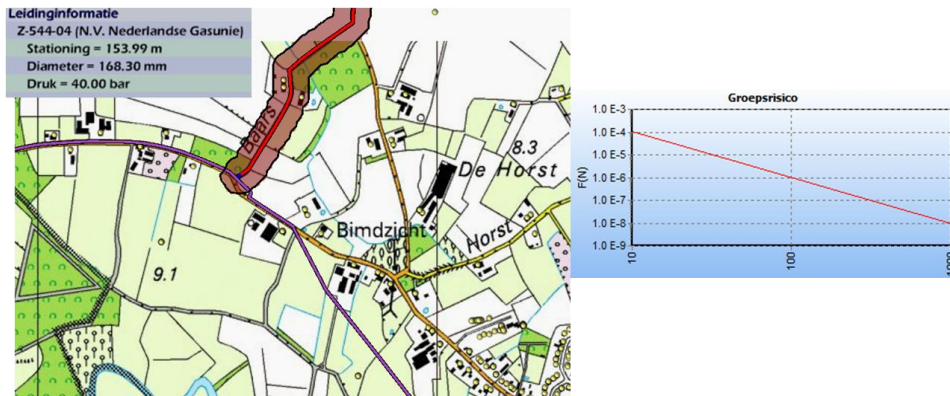 Leidinginformatie
Z-544-04 (N.V. Nederlandse Gasunie)
Stationing = 153.99 m
Diameter = 168.30 mm
Druk = 40.00 bar
Baars
8.3
De Horst
Bimdzicht
Horst
9.1
Groepsrisico
1.0 E-3
1.0 E-4
1.0 E-5
1.0 E-6
1.0 E-7
1.0 E-8
1.0 E-9
F(N)
10
100
1000